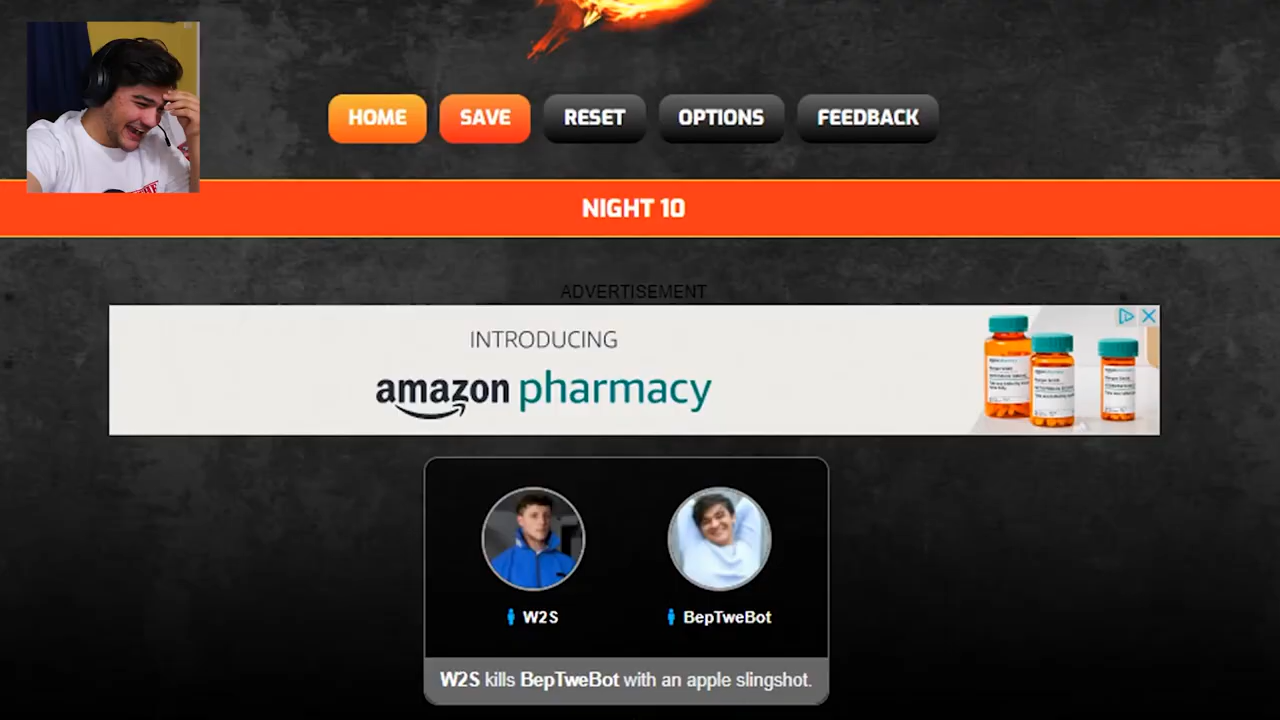 HOME SAVE RESET OPTIONS FEEDBACK
NIGHT 10
ADVERTISEMENT
INTRODUCING
amazon pharmacy
W2S BepTweBot
W2S kills BepTweBot with an apple slingshot.